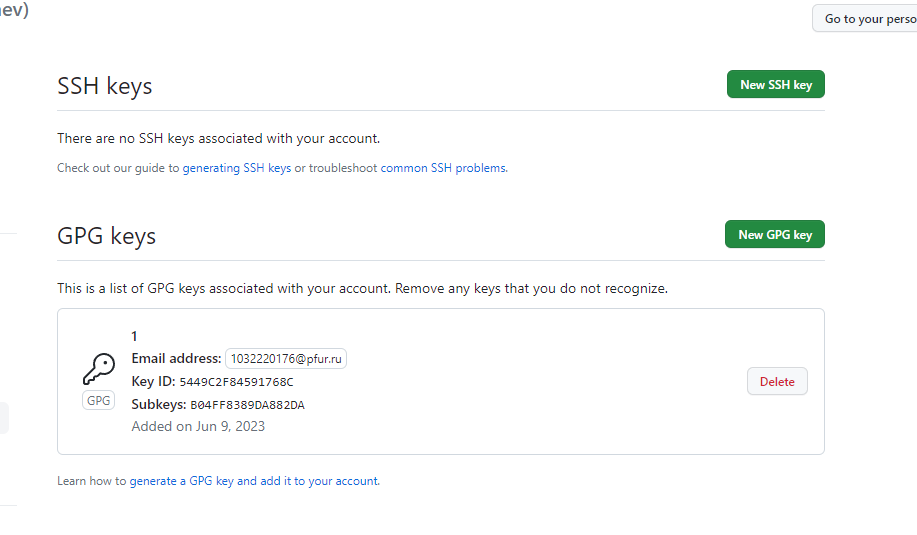 ev)
Go to your perso
SSH keys
New SSH key
There are no SSH keys associated with your account.
Check out our guide to generating SSH keys or troubleshoot common SSH problems.
GPG keys
New GPG key
This is a list of GPG keys associated with your account. Remove any keys that you do not recognize.
1
Email address: 1032220176@pfur.ru
Key ID: 5449C2F84591768C
GPG
Delete
Subkeys: B04FF8389DA882DA
Added on Jun 9, 2023
Learn how to generate a GPG key and add it to your account.